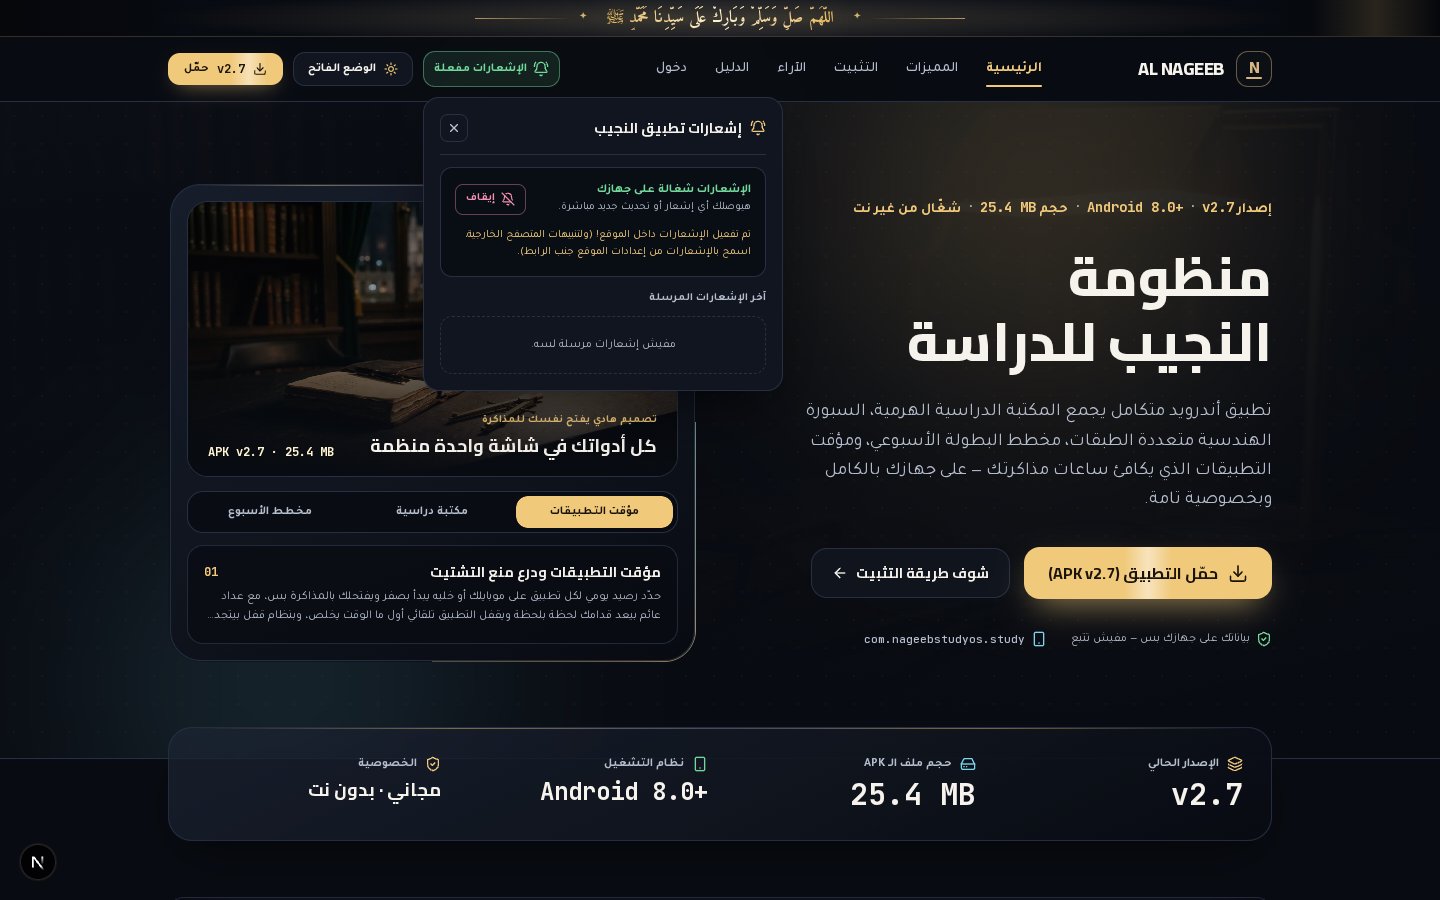 اللّهُمّ صَلِّ وَسَلِّمْ وَبَارِكْ عَلَى سَيِّدِنَا مُحَمَّدٍ ﷺ
N AL NAGEEB
الرئيسية
المميزات
التثبيت
الآراء
الدليل
دخول
الإشعارات مفعلة
الوضع الفاتح
حمّل v2.7
إشعارات تطبيق النجيب
الإشعارات شغالة على جهازك
هيوصلك أي إشعار أو تحديث جديد مباشرة.
إيقاف
تم تفعيل الإشعارات داخل الموقع! (ولتنبيهات المتصفح الخارجية،
اسمح بالإشعارات من إعدادات الموقع جنب الرابط).
آخر الإشعارات المرسلة
مفيش إشعارات مرسلة لسه.
إصدار v2.7 · Android 8.0+ · حجم 25.4 MB · شغّال من غير نت
منظومة
النجيب للدراسة
تطبيق أندرويد متكامل يجمع المكتبة الدراسية الهرمية، السبورة
الهندسية متعددة الطبقات، مخطط البطولة الأسبوعي، ومؤقت
التطبيقات الذي يكافئ ساعات مذاكرتك – على جهازك بالكامل
وبخصوصية تامة.
حمّل التطبيق (APK v2.7)
شوف طريقة التثبيت
بياناتك على جهازك بس – مفيش تتبع
com.nageebstudyos.study
تصميم هادي يفتح نفسك للمذاكرة
كل أدواتك في شاشة واحدة منظمة
APK v2.7 · 25.4 MB
مؤقت التطبيقات
مكتبة دراسية
مخطط الأسبوع
مؤقت التطبيقات ودرع منع التشتيت
01
حدّد رصيد يومي لكل تطبيق على موبايلك أو خليه يبدأ بصفر ويفتحلك بالمذاكرة بس، مع عداد
عائم يبعد قدامك لحظة بلحظة ويقفل التطبيق تلقائي أول ما الوقت يخلص، وبنظام قفل بيتجد...
الإصدار الحالي
v2.7
حجم ملف الـ APK
25.4 MB
نظام التشغيل
Android 8.0+
الخصوصية
مجاني · بدون نت
N